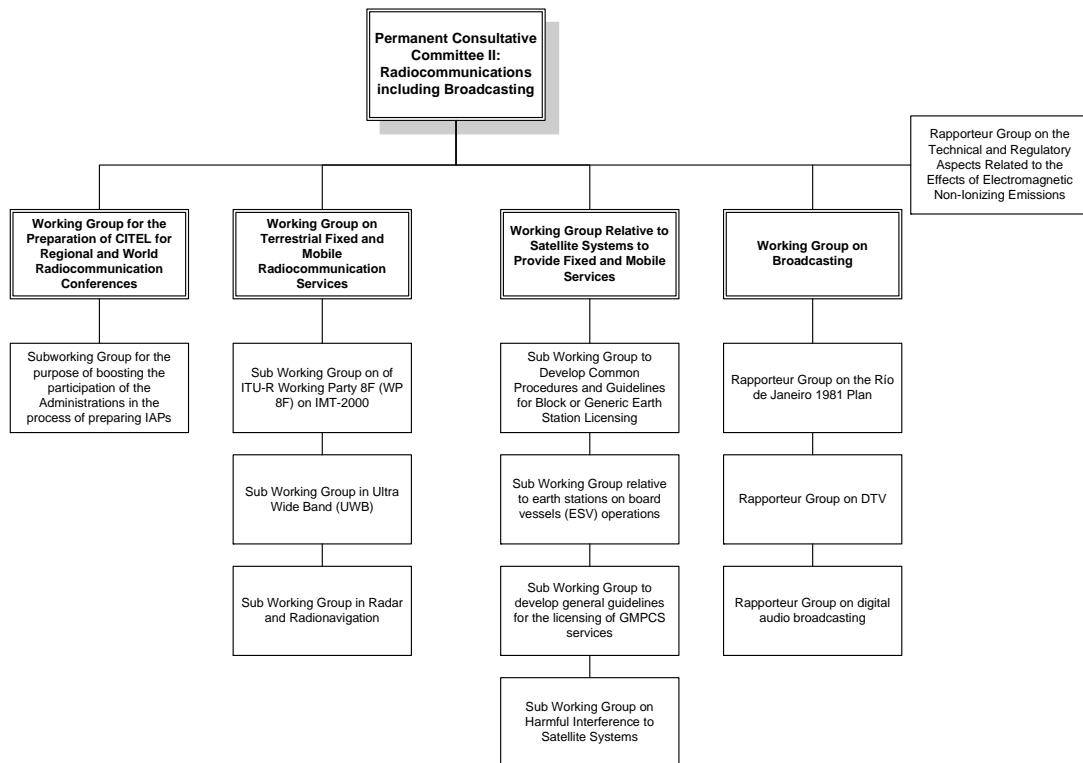 Permanent Consultative
Committee II:
Radiocommunications
including Broadcasting
Rapporteur Group on the
Technical and Regulatory
Aspects Related to the
Effects of Electromagnetic
Non-Ionizing Emissions
Working Group for the
Preparation of CITEL for
Regional and World
Radiocommunication
Conferences
Working Group on
Terrestrial Fixed and
Mobile
Radiocommunication
Services
Working Group Relative to
Satellite Systems to
Provide Fixed and Mobile
Services
Working Group on
Broadcasting
Subworking Group for the
purpose of boosting the
participation of the
Administrations in the
process of preparing IAPs
Sub Working Group on of
ITU-R Working Party 8F (WP
8F) on IMT-2000
Sub Working Group to
Develop Common
Procedures and Guidelines
for Block or Generic Earth
Station Licensing
Rapporteur Group on the Río
de Janeiro 1981 Plan
Sub Working Group in Ultra
Wide Band (UWB)
Sub Working Group relative
to earth stations on board
vessels (ESV) operations
Rapporteur Group on DTV
Sub Working Group in Radar
and Radionavigation
Sub Working Group to
develop general guidelines
for the licensing of GMPCS
services
Rapporteur Group on digital
audio broadcasting
Sub Working Group on
Harmful Interference to
Satellite Systems